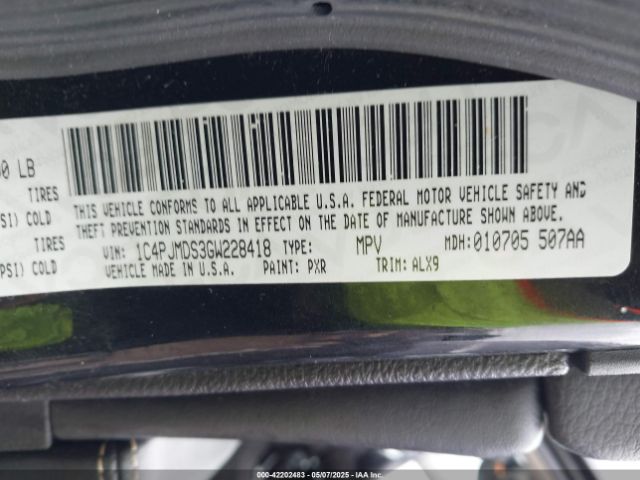 0 LB
TIRES
SI) COLD
TIRES
PSI) COLD
THIS VEHICLE CONFORMS TO ALL APPLICABLE U.S.A. FEDERAL MOTOR VEHICLE SAFETY AND
THEFT PREVENTION STANDARDS IN EFFECT ON THE DATE OF MANUFACTURE SHOWN ABOVE.
VIN: 1C4PJMDS3GW228418 TYPE: MPV MDH:010705 507AA
VEHICLE MADE IN U.S.A. PAINT: PXR TRIM: ALX9
000-42202483 - 05/07/2025 - IAA Inc.